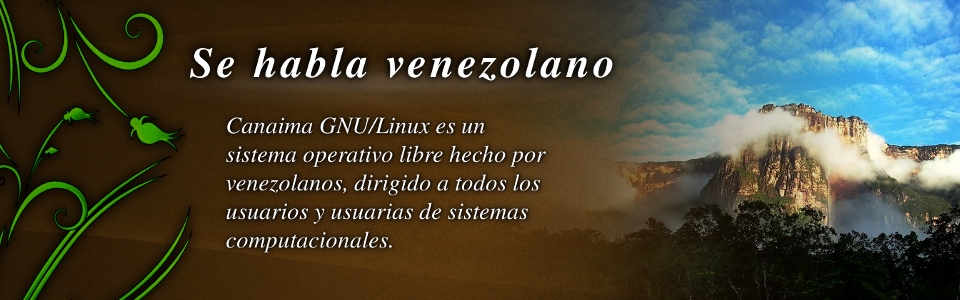 Se habla venezolano
Canaima GNU/Linux es un
sistema operativo libre hecho por
venezolanos, dirigido a todos los
usuarios y usuarias de sistemas
computacionales.